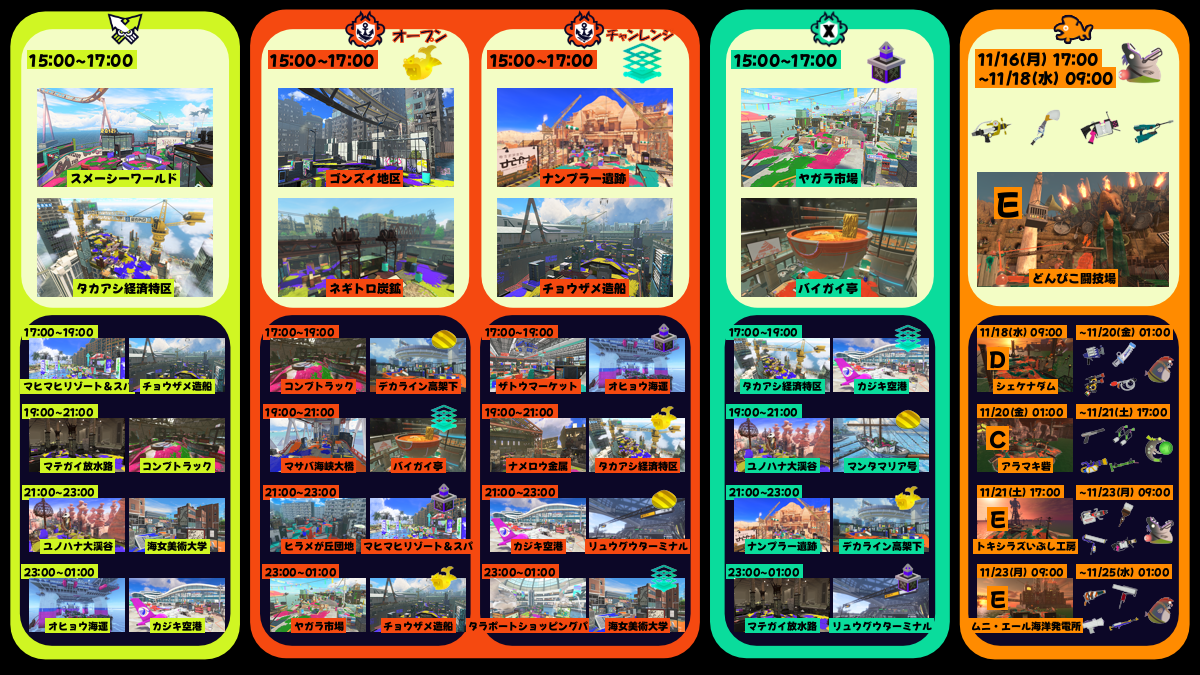 15:00~17:00
スメーシーワールド
タカアシ経済特区
17:00~19:00
マヒマヒリゾート&スパ
チョウザメ造船
19:00~21:00
マテガイ放水路
コンブトラック
21:00~23:00
ユノハナ大渓谷
海女美術大学
23:00~01:00
オヒョウ海運
カジキ空港
オープン
15:00~17:00
ゴンズイ地区
ネギトロ炭鉱
17:00~19:00
コンブトラック
デカライン高架下
19:00~21:00
マサバ海峡大橋
バイガイ亭
21:00~23:00
ヒラメが丘団地
マヒマヒリゾート&スパ
23:00~01:00
ヤガラ市場
チョウザメ造船
チャレンジ
15:00~17:00
ナンプラー遺跡
チョウザメ造船
17:00~19:00
ザトウマーケット
オヒョウ海運
19:00~21:00
ナメロウ金属
タカアシ経済特区
21:00~23:00
カジキ空港
リュウグウターミナル
23:00~01:00
タラポートショッピングパ
海女美術大学
X
15:00~17:00
ヤガラ市場
バイガイ亭
17:00~19:00
タカアシ経済特区
カジキ空港
19:00~21:00
ユノハナ大渓谷
マンタマリア号
21:00~23:00
ナンプラー遺跡
デカライン高架下
23:00~01:00
マテガイ放水路
リュウグウターミナル
11/16(月) 17:00
~11/18(水) 09:00
E
どんぴこ闘技場
11/18(水) 09:00
~11/20(金) 01:00
D
シェケナダム
11/20(金) 01:00
~11/21(土) 17:00
C
アラマキ砦
11/21(土) 17:00
~11/23(月) 09:00
E
トキシラズいぶし工房
11/23(月) 09:00
~11/25(水) 01:00
E
ムニ・エール海洋発電所